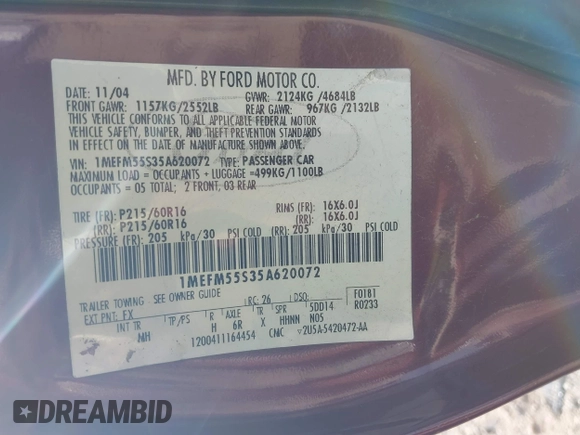 MFD. BY FORD MOTOR CO.
DATE: 11/04 GVWR: 2124KG /4684LB
FRONT GAWR: 1157KG/2552LB REAR GAWR: 967KG /2132LB
THIS VEHICLE CONFORMS TO ALL APPLICABLE FEDERAL MOTOR
VEHICLE SAFETY, BUMPER, AND THEFT PREVENTION STANDARDS
IN EFFECT ON THE DATE OF MANUFACTURE SHOWN ABOVE.
VIN: 1MEFM55S35A620072 TYPE: PASSENGER CAR
MAXIMUM LOAD = OCCUPANTS + LUGGAGE =499KG/1100LB
OCCUPANTS = 05 TOTAL; 2 FRONT, 03 REAR
TIRE (FR): P215/60R16 RIMS (FR): 16X6.0J
(RR): P215/60R16 (RR): 16X6.0J
PRESSURE (FR): 205 kPa/30 PSI COLD (RR): 205 kPa/30 PSI COLD
1MEFM55S35A620072
TRAILER TOWING SEE OWNER GUIDE
EXT PNT: FX RC: 26 DSO: F0181
INT TR TP/PS R AXLE TR SPR 5DD14 R0233
MH H 6R X HHNN N05
1200411164454 CMC V2U5A-5420472-AA
DREAMBID